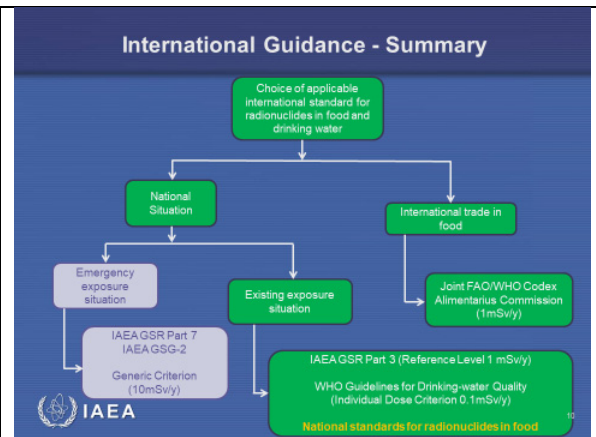 International Guidance - Summary
Choice of applicable
international standard for
radionuclides in food and
drinking water
National
Situation
International trade in
food
Emergency
exposure
situation
Existing exposure
situation
Joint FAO/WHO Codex
Alimentarius Commission
(1mSv/y)
IAEA GSR Part 7
IAEA GSG-2
Generic Criterion
(10mSv/y)
IAEA GSR Part 3 (Reference Level 1 mSv/y)
WHO Guidelines for Drinking-water Quality
(Individual Dose Criterion 0.1mSv/y)
National standards for radionuclides in food
IAEA